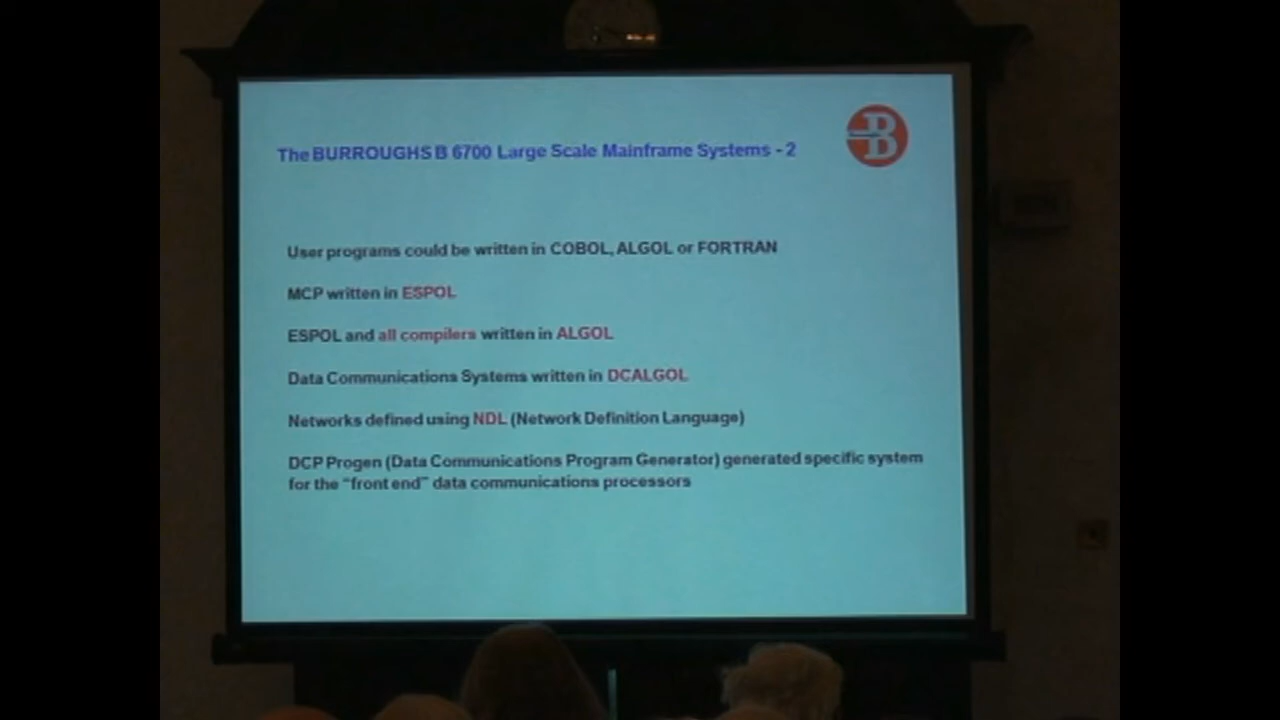 The BURROUGHS B 6700 Large Scale Mainframe Systems - 2
B
User programs could be written in COBOL, ALGOL or FORTRAN
MCP written in ESPOL
ESPOL and all compilers written in ALGOL
Data Communications Systems written in DCALGOL
Networks defined using NDL (Network Definition Language)
DCP Progen (Data Communications Program Generator) generated specific system
for the “front end” data communications processors